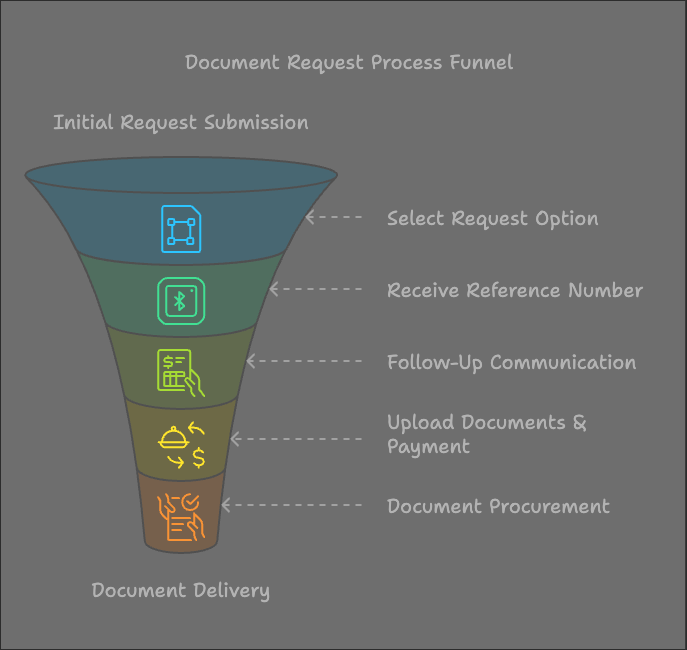 Document Request Process Funnel
Initial Request Submission
Select Request Option
Receive Reference Number
$
Follow-Up Communication
Upload Documents &
Payment
$
Document Procurement
Document Delivery